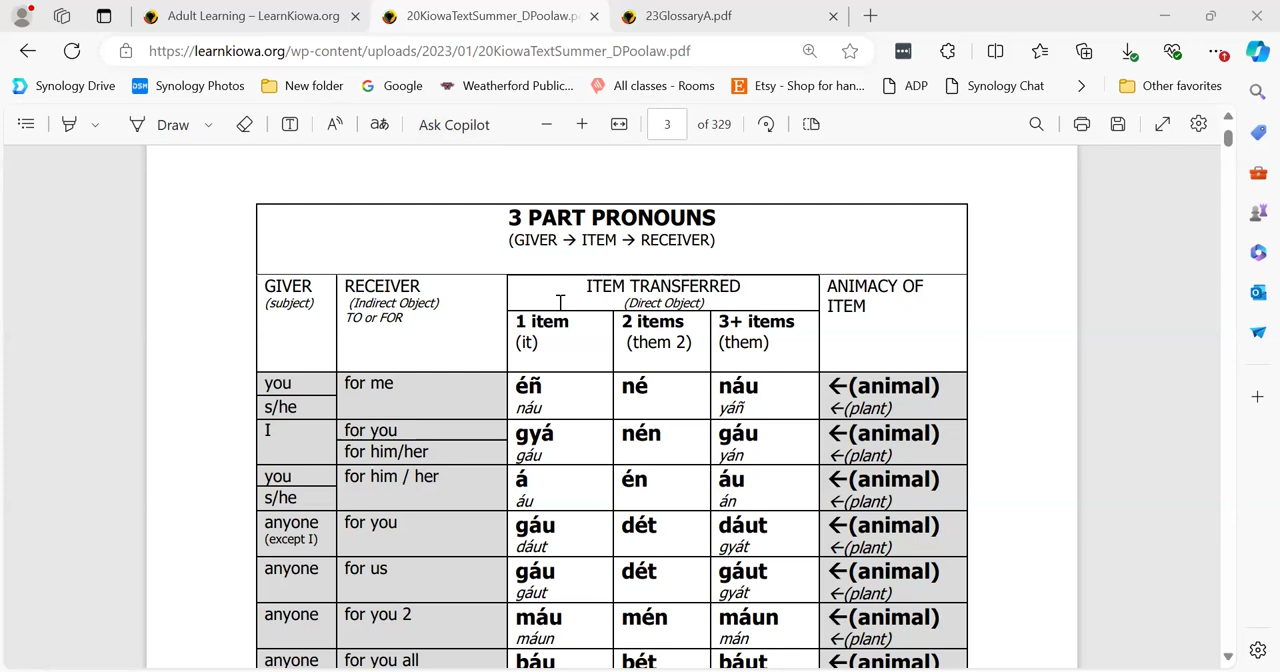 Adult Learning – LearnKiowa.org
20KiowaTextSummer_DPoolaw.p
23GlossaryA.pdf
https://learnkiowa.org/wp-content/uploads/2023/01/20KiowaTextSummer_DPoolaw.pdf
Synology Drive DSM Synology Photos New folder Google Weatherford Public... All classes - Rooms Etsy - Shop for han... ADP Synology Chat Other favorites
Draw Ask Copilot 3 of 329
3 PART PRONOUNS
(GIVER → ITEM → RECEIVER)
GIVER RECEIVER ITEM TRANSFERRED ANIMACY OF
(subject) (Indirect Object) (Direct Object) ITEM
TO or FOR
1 item 2 items 3+ items
(it) (them 2) (them)
you for me éñ né náu ←(animal)
s/he náu yáñ ←(plant)
I for you gyá nén gáu ←(animal)
for him/her gáu yán ←(plant)
you for him / her á én áu ←(animal)
s/he áu án ←(plant)
anyone for you gáu dét dáut ←(animal)
(except I) dáut gyát ←(plant)
anyone for us gáu dét gáut ←(animal)
gáut gyát ←(plant)
anyone for you 2 máu mén máun ←(animal)
máun mán ←(plant)
anyone for you all báu bét báut ←(animal)